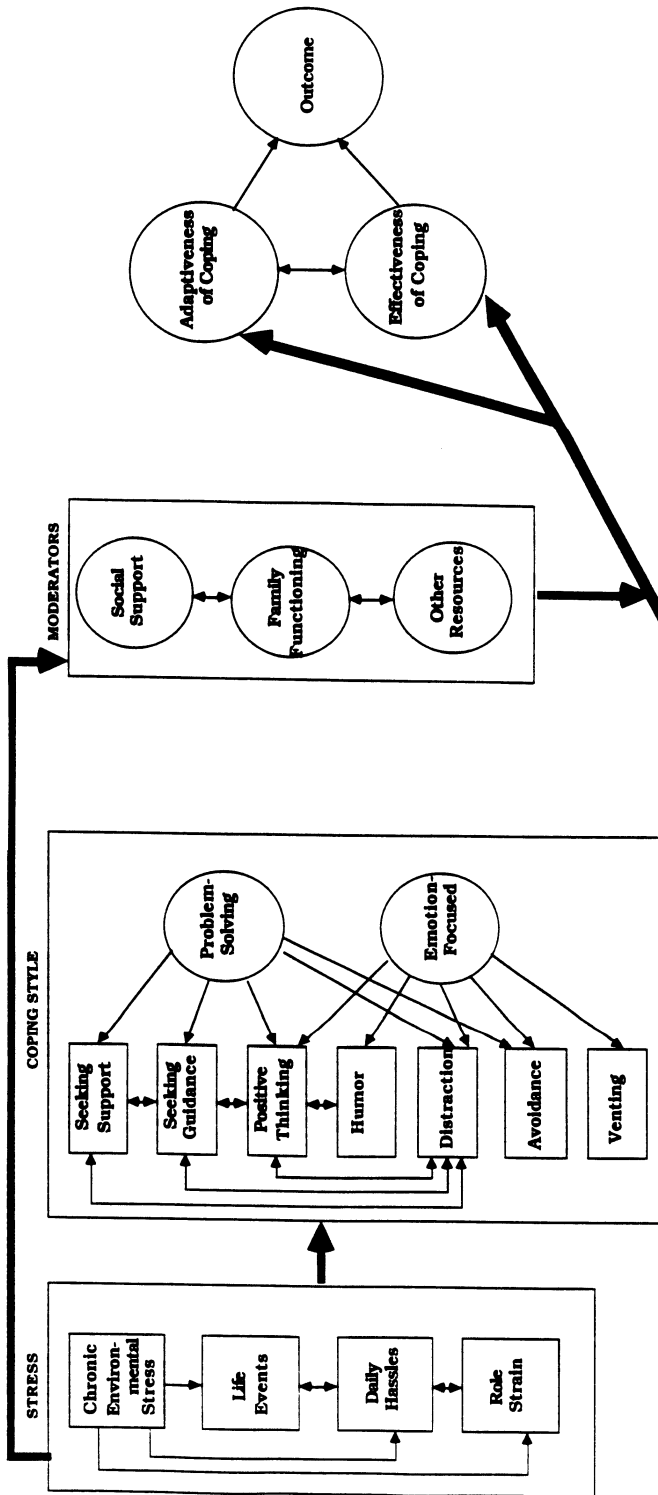 STRESS
Chronic
Environ-
mental
Stress
Life
Events
Daily
Hassles
Role
Strain
COPING STYLE
Seeking
Support
Seeking
Guidance
Positive
Thinking
Humor
Distraction
Avoidance
Venting
Problem-
Solving
Emotion-
Focused
MODERATORS
Social
Support
Family
Functioning
Other
Resources
Adaptiveness
of Coping
Effectiveness
of Coping
Outcome